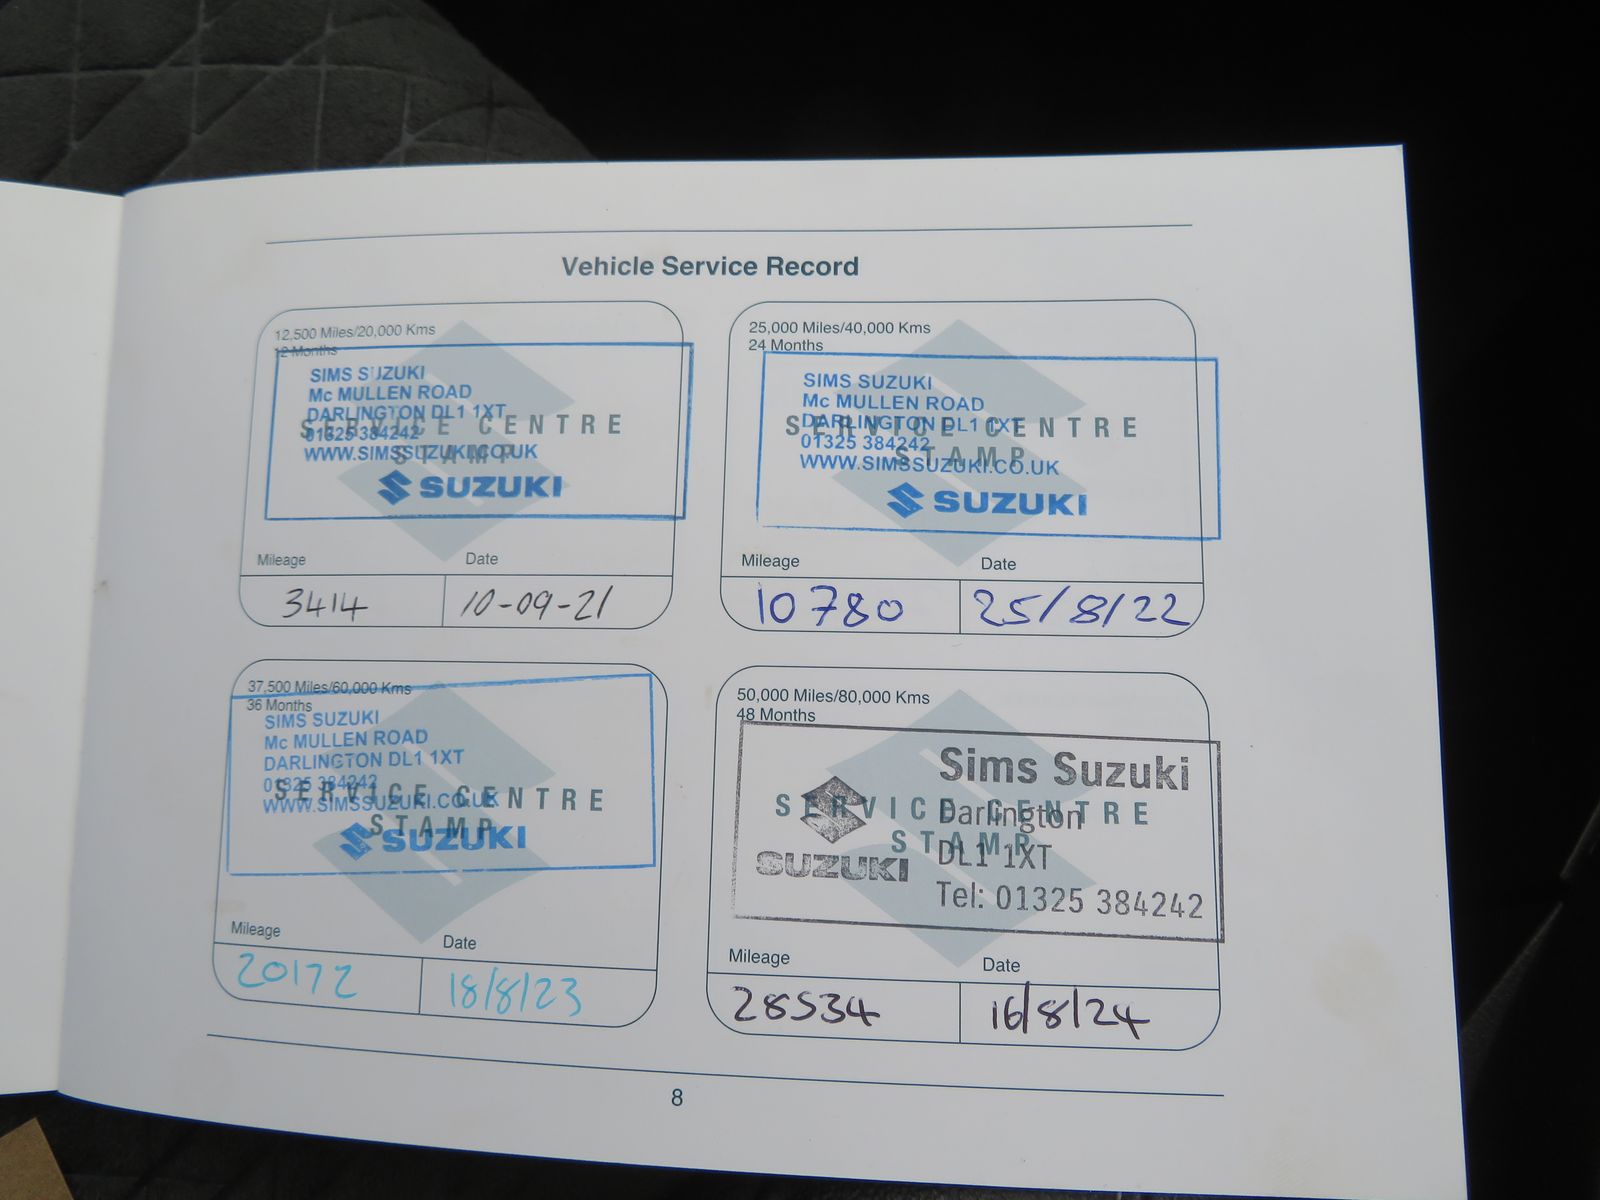 Vehicle Service Record
12,500 Miles/20,000 Kms
12 Months
SIMS SUZUKI
Mc MULLEN ROAD
DARLINGTON DL1 1XT
01325 384242
WWW.SIMSSUZUKI.CO.UK
SERVICE CENTRE
STAMP
SUZUKI
Mileage Date
3414 10-09-21
25,000 Miles/40,000 Kms
24 Months
SIMS SUZUKI
Mc MULLEN ROAD
DARLINGTON DL1 1XT
01325 384242
WWW.SIMSSUZUKI.CO.UK
SERVICE CENTRE
STAMP
SUZUKI
Mileage Date
10780 25/8/22
37,500 Miles/60,000 Kms
36 Months
SIMS SUZUKI
Mc MULLEN ROAD
DARLINGTON DL1 1XT
01325 384242
WWW.SIMSSUZUKI.CO.UK
SERVICE CENTRE
STAMP
SUZUKI
Mileage Date
20172 18/8/23
50,000 Miles/80,000 Kms
48 Months
Sims Suzuki
SERVICE CENTRE
Darlington
STAMP
DL1 1XT
SUZUKI
Tel: 01325 384242
Mileage Date
28534 16/8/24
8